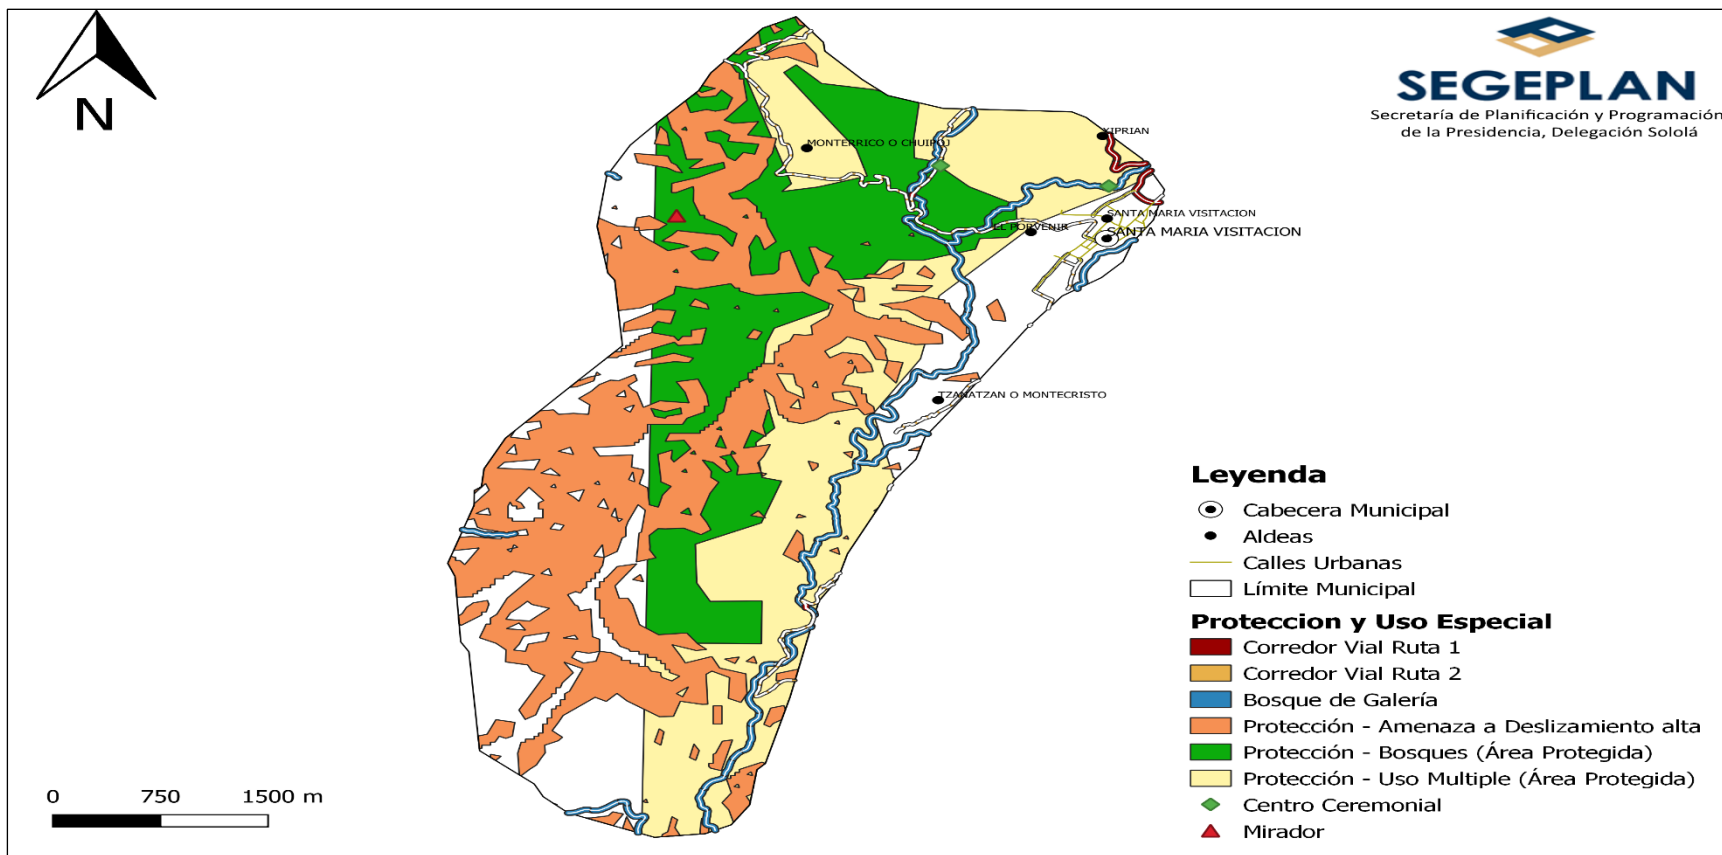 N
SEGEPLAN
Secretaría de Planificación y Programación
de la Presidencia, Delegación Sololá
XIPRIAN
MONTERRICO O CHUIPOJ
SANTA MARIA VISITACION
EL PORVENIR
SANTA MARIA VISITACION
TZANATZAN O MONTECRISTO
Leyenda
Cabecera Municipal
Aldeas
Calles Urbanas
Límite Municipal
Proteccion y Uso Especial
Corredor Vial Ruta 1
Corredor Vial Ruta 2
Bosque de Galería
Protección - Amenaza a Deslizamiento alta
Protección - Bosques (Área Protegida)
Protección - Uso Multiple (Área Protegida)
Centro Ceremonial
Mirador
0 750 1500 m